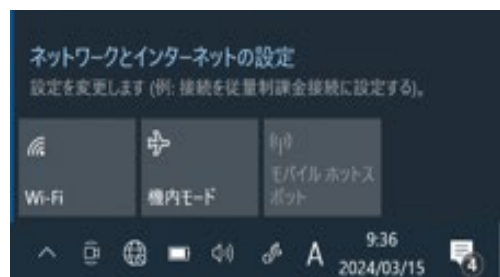 ネットワークとインターネットの設定
設定を変更します (例: 接続を従量制課金接続に設定する)。
Wi-Fi
機内モード
モバイル ホットス
ポット
A
9:36
2024/03/15
4